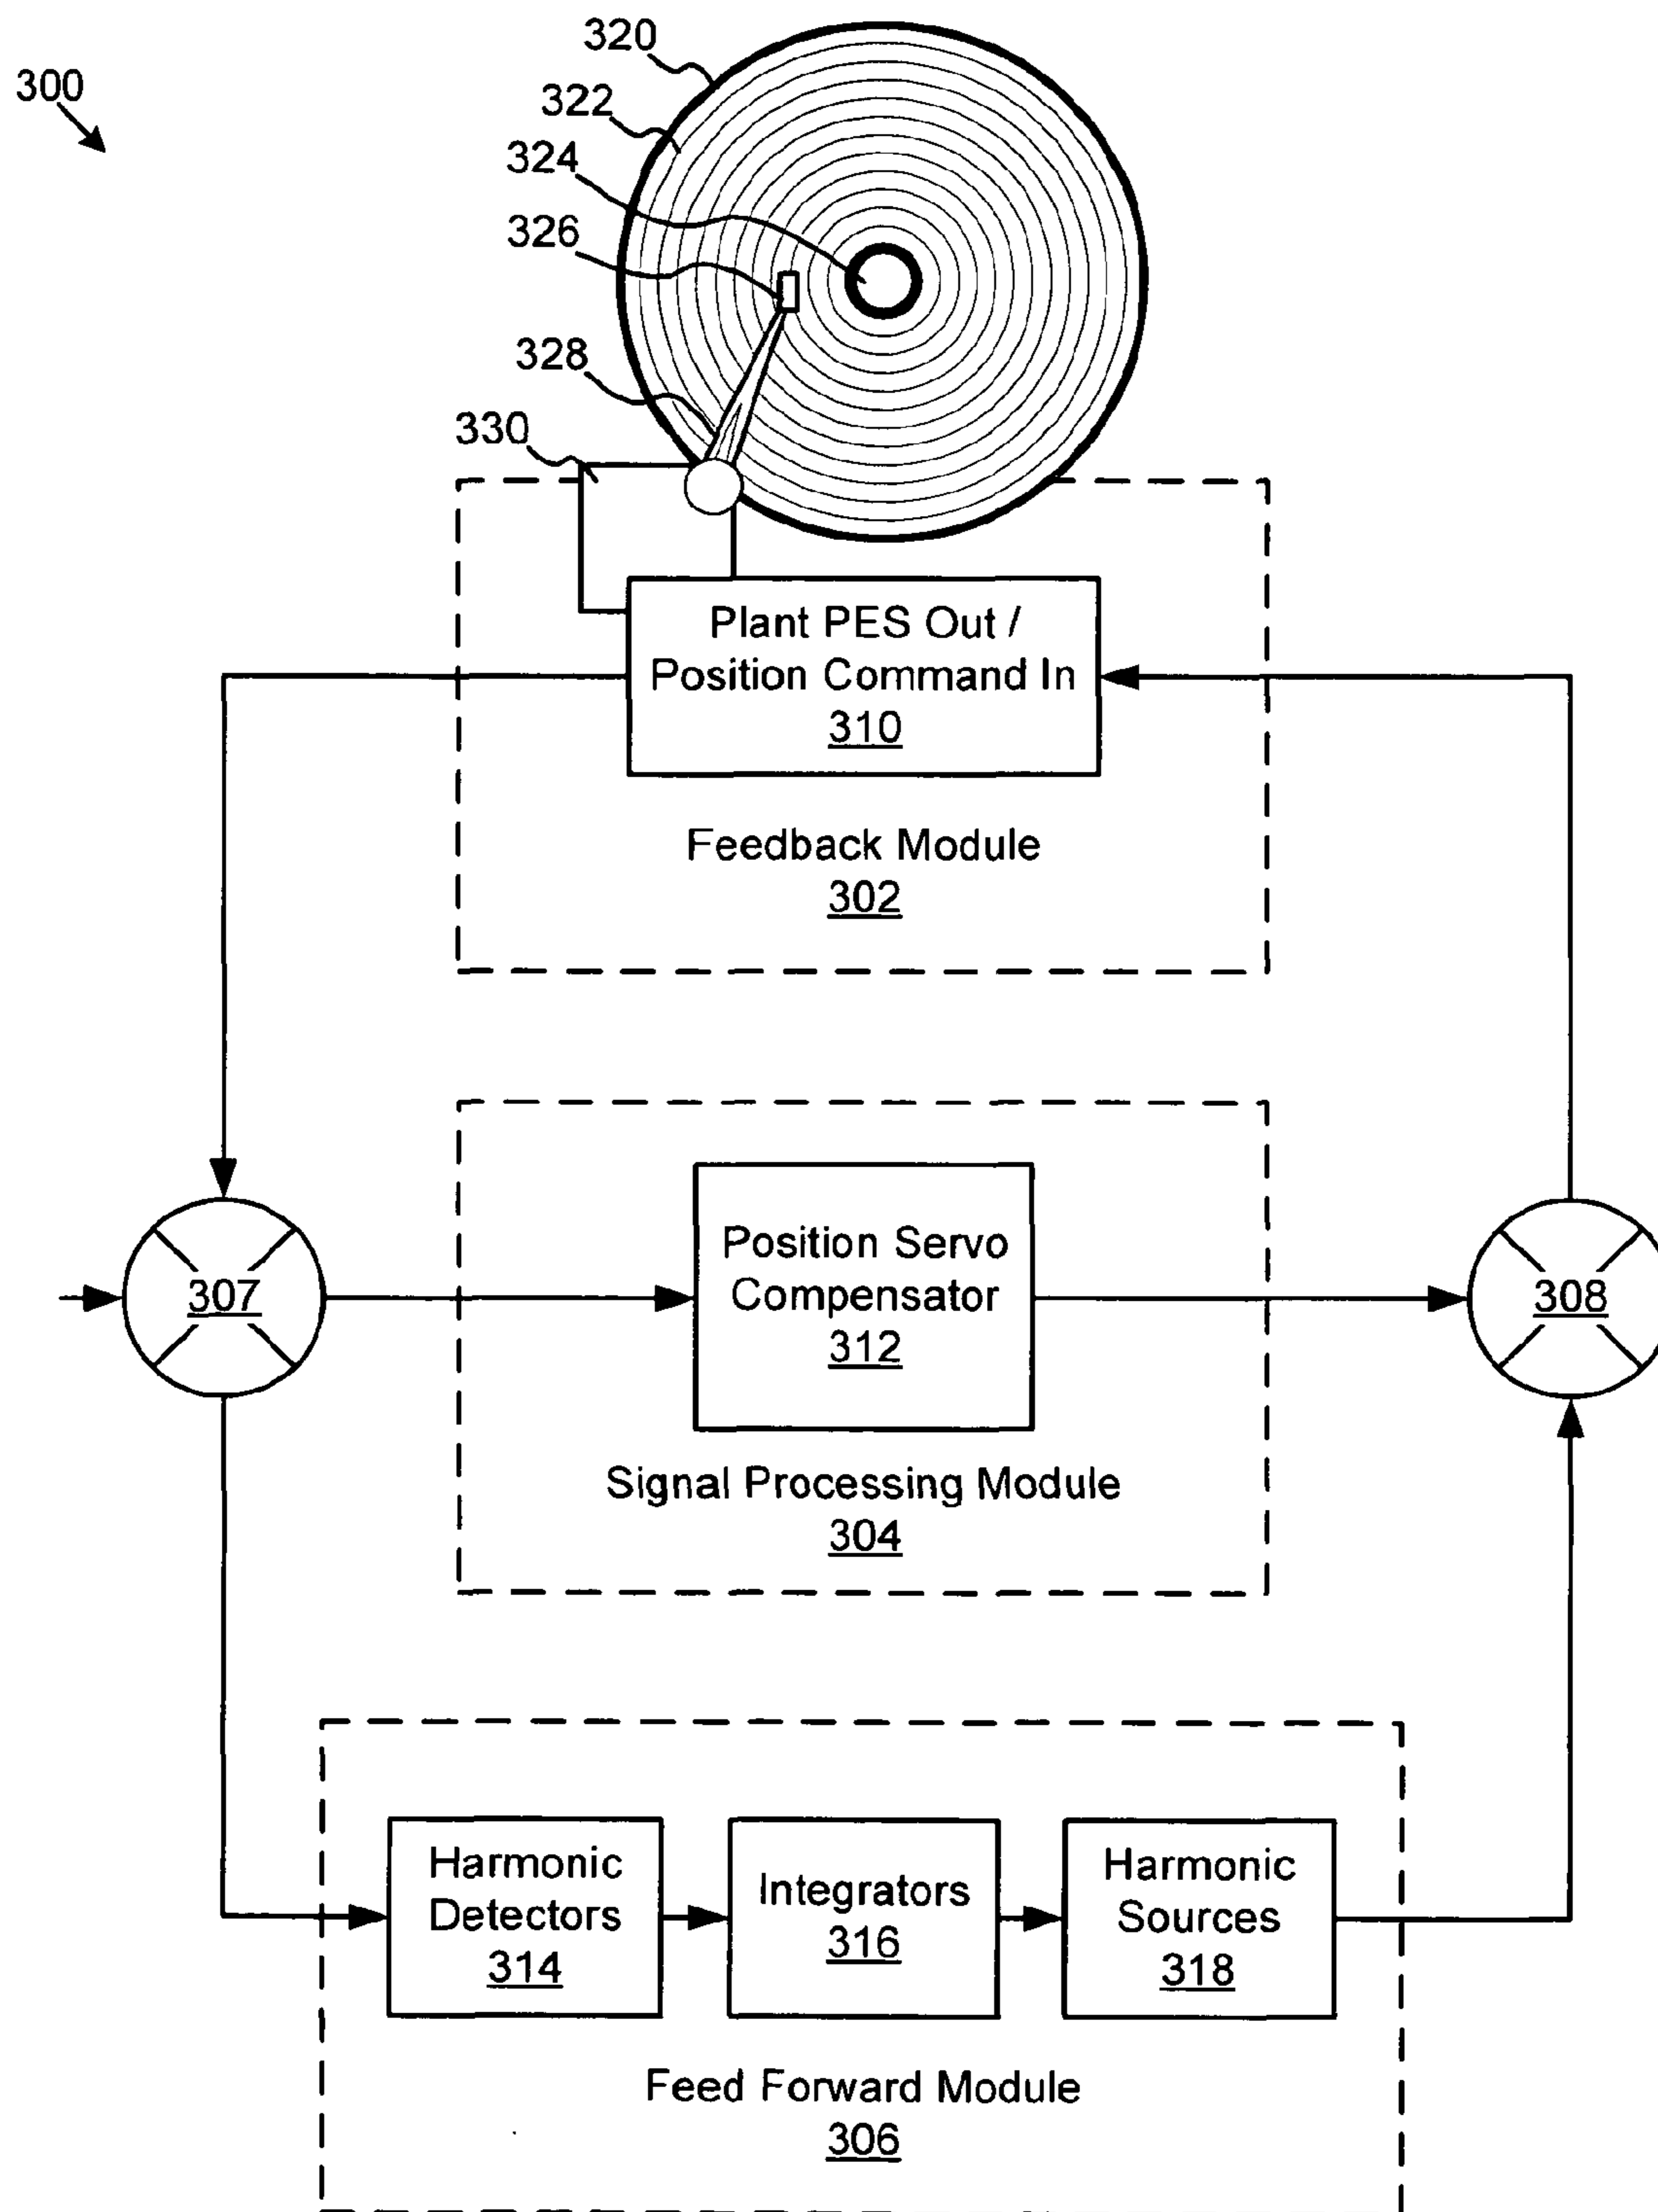 320
300
322
324
326
328
330
Plant PES Out /
Position Command In
310
Feedback Module
302
Position Servo
Compensator
312
307
308
Signal Processing Module
304
Harmonic
Detectors
314
Integrators
316
Harmonic
Sources
318
Feed Forward Module
306